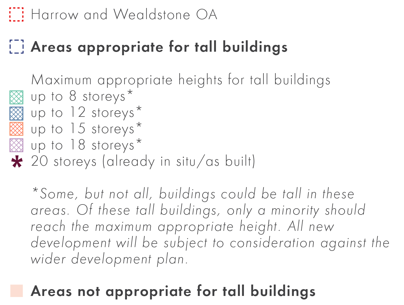 Harrow and Wealdstone OA
Areas appropriate for tall buildings
Maximum appropriate heights for tall buildings
up to 8 storeys*
up to 12 storeys*
up to 15 storeys*
up to 18 storeys*
* 20 storeys (already in situ/as built)
*Some, but not all, buildings could be tall in these
areas. Of these tall buildings, only a minority should
reach the maximum appropriate height. All new
development will be subject to consideration against the
wider development plan.
Areas not appropriate for tall buildings